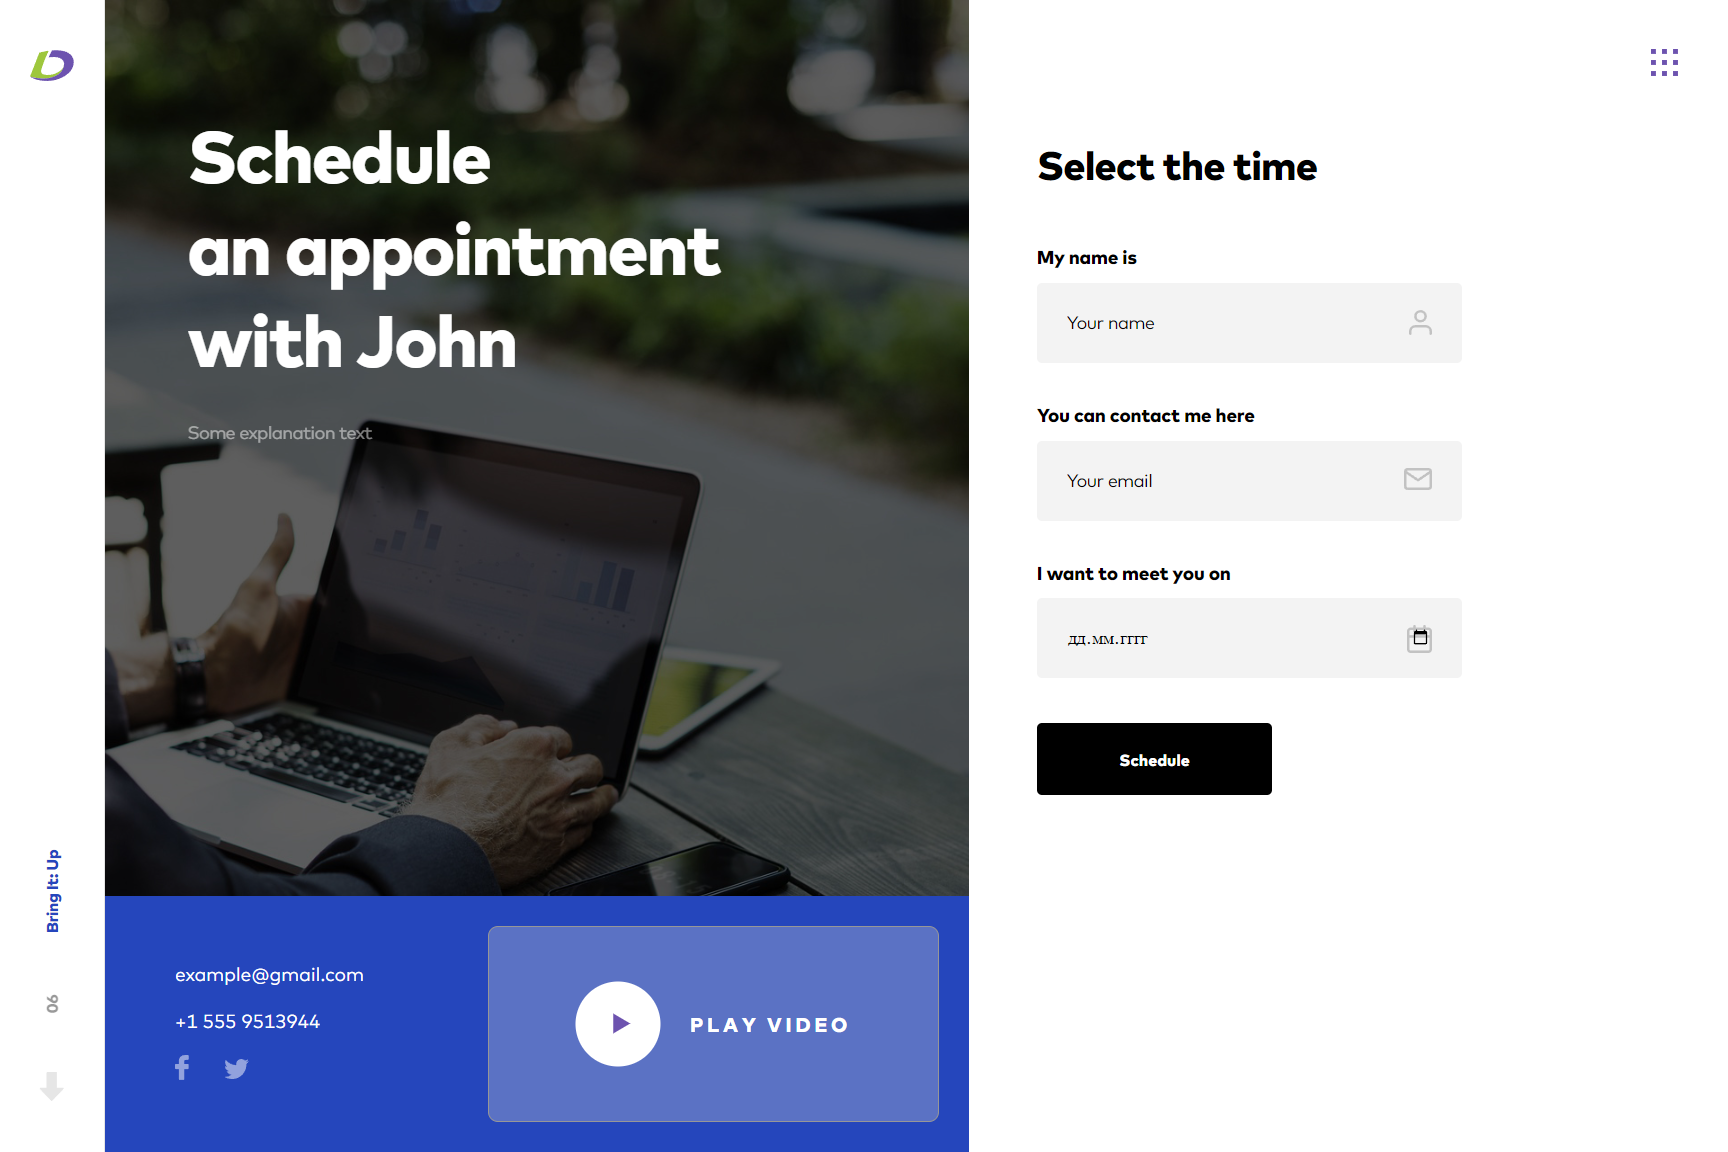 Schedule
an appointment
with John
Some explanation text
Bring It: Up
06
example@gmail.com
+1 555 9513944
PLAY VIDEO
Select the time
My name is
Your name
You can contact me here
Your email
I want to meet you on
дд.мм.гггг
Schedule